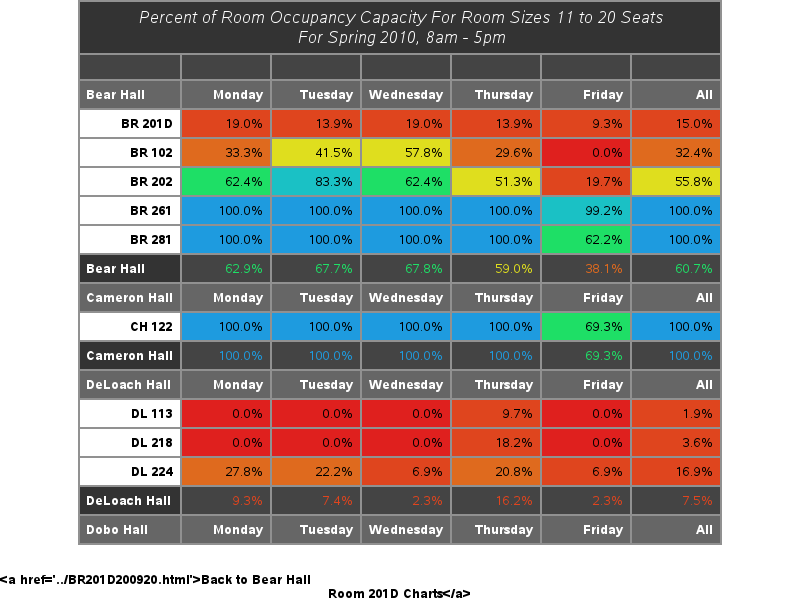 Percent of Room Occupancy Capacity For Room Sizes 11 to 20 Seats
For Spring 2010, 8am - 5pm
Bear Hall Monday Tuesday Wednesday Thursday Friday All
BR 201D 19.0% 13.9% 19.0% 13.9% 9.3% 15.0%
BR 102 33.3% 41.5% 57.8% 29.6% 0.0% 32.4%
BR 202 62.4% 83.3% 62.4% 51.3% 19.7% 55.8%
BR 261 100.0% 100.0% 100.0% 100.0% 99.2% 100.0%
BR 281 100.0% 100.0% 100.0% 100.0% 62.2% 100.0%
Bear Hall 62.9% 67.7% 67.8% 59.0% 38.1% 60.7%
Cameron Hall Monday Tuesday Wednesday Thursday Friday All
CH 122 100.0% 100.0% 100.0% 100.0% 69.3% 100.0%
Cameron Hall 100.0% 100.0% 100.0% 100.0% 69.3% 100.0%
DeLoach Hall Monday Tuesday Wednesday Thursday Friday All
DL 113 0.0% 0.0% 0.0% 9.7% 0.0% 1.9%
DL 218 0.0% 0.0% 0.0% 18.2% 0.0% 3.6%
DL 224 27.8% 22.2% 6.9% 20.8% 6.9% 16.9%
DeLoach Hall 9.3% 7.4% 2.3% 16.2% 2.3% 7.5%
Dobo Hall Monday Tuesday Wednesday Thursday Friday All
<a href='../BR201D200920.html'>Back to Bear Hall
Room 201D Charts</a>